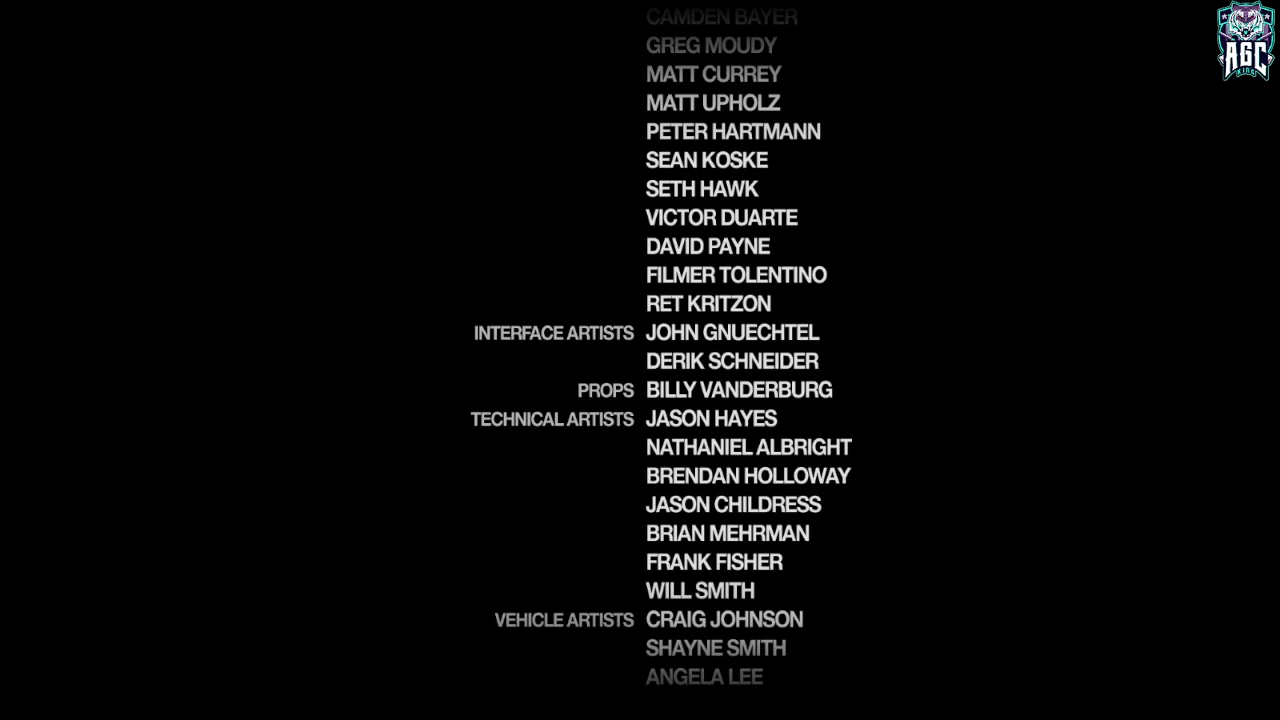 CAMDEN BAYER
GREG MOUDY
MATT CURREY
MATT UPHOLZ
PETER HARTMANN
SEAN KOSKE
SETH HAWK
VICTOR DUARTE
DAVID PAYNE
FILMER TOLENTINO
RET KRITZON
INTERFACE ARTISTS JOHN GNUECHTEL
DERIK SCHNEIDER
PROPS BILLY VANDERBURG
TECHNICAL ARTISTS JASON HAYES
NATHANIEL ALBRIGHT
BRENDAN HOLLOWAY
JASON CHILDRESS
BRIAN MEHRMAN
FRANK FISHER
WILL SMITH
VEHICLE ARTISTS CRAIG JOHNSON
SHAYNE SMITH
ANGELA LEE
AGC